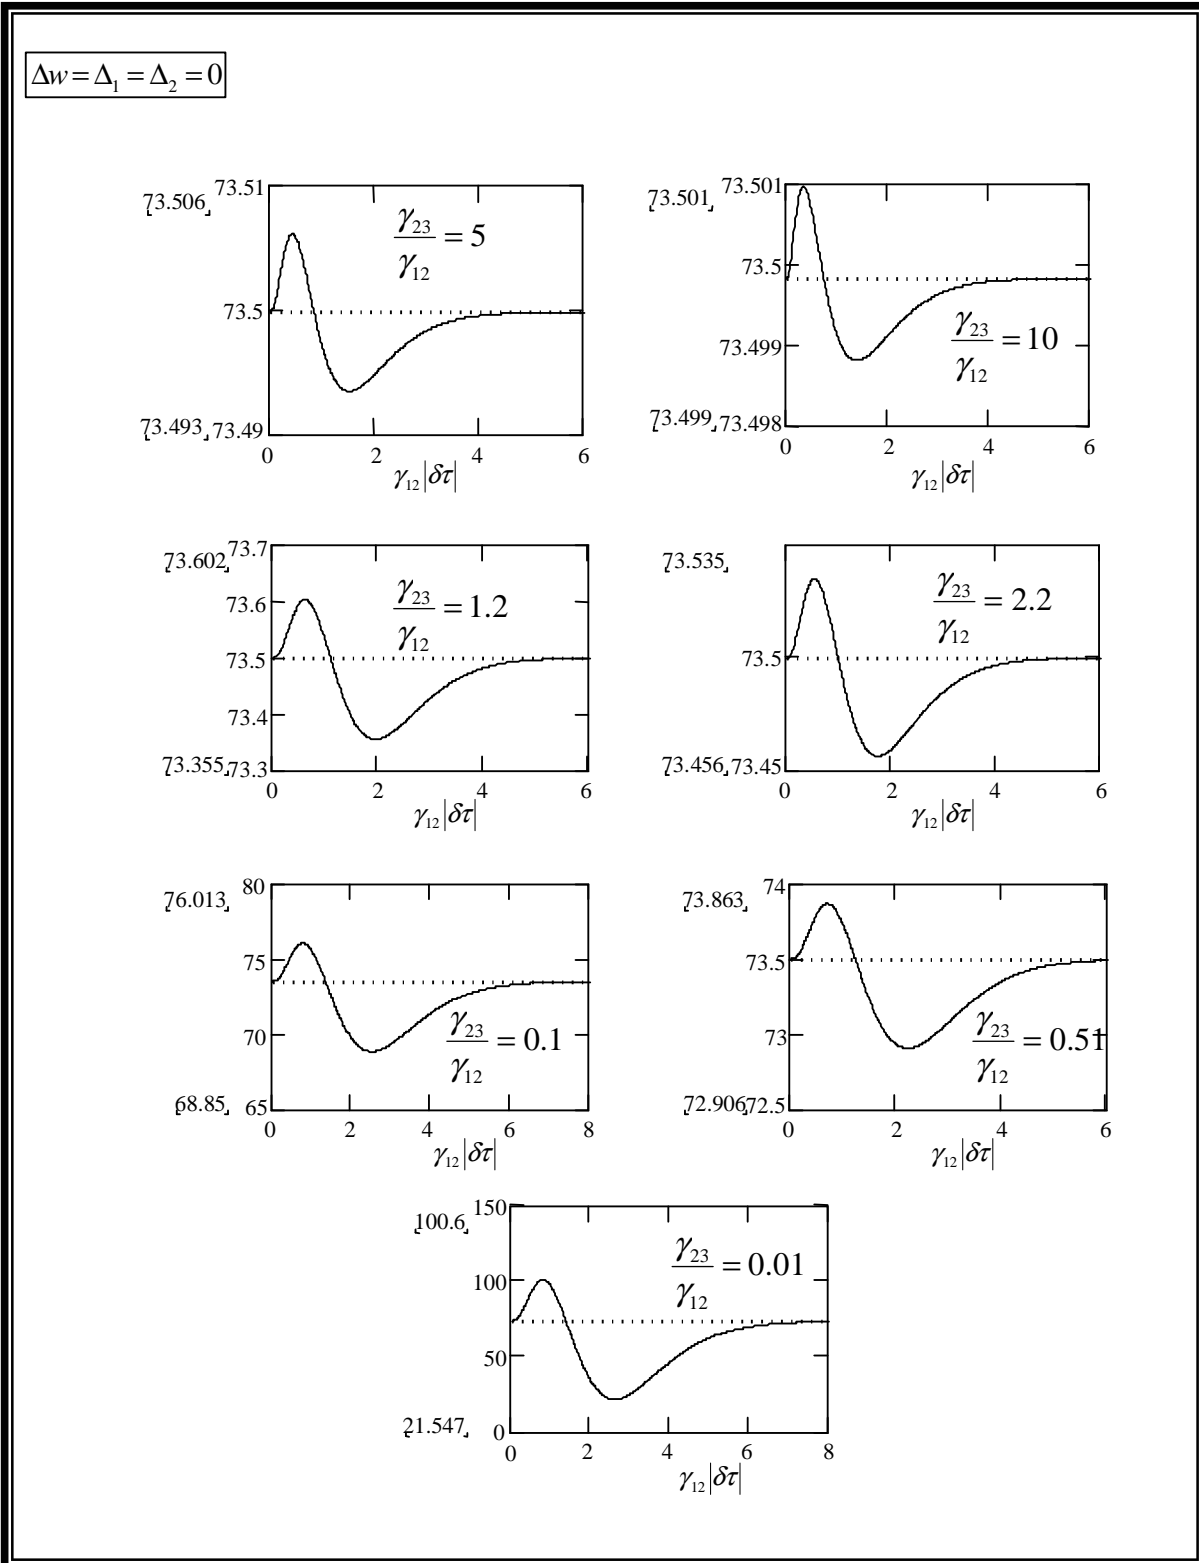 Δw = Δ₁ = Δ₂ = 0
73.506 73.51
73.5
73.493 73.49
0 2 4 6
γ₂₃/γ₁₂ = 5
γ₁₂|δτ|
73.501 73.501
73.5
73.499
73.499 73.498
0 2 4 6
γ₂₃/γ₁₂ = 10
γ₁₂|δτ|
73.602 73.7
73.6
73.5
73.4
73.355 73.3
0 2 4 6
γ₂₃/γ₁₂ = 1.2
γ₁₂|δτ|
73.535
73.5
73.456 73.45
0 2 4 6
γ₂₃/γ₁₂ = 2.2
γ₁₂|δτ|
76.013 80
75
70
68.85 65
0 2 4 6 8
γ₂₃/γ₁₂ = 0.1
γ₁₂|δτ|
73.863 74
73.5
73
72.906 72.5
0 2 4 6
γ₂₃/γ₁₂ = 0.51
γ₁₂|δτ|
100.6 150
100
50
21.547 0
0 2 4 6 8
γ₂₃/γ₁₂ = 0.01
γ₁₂|δτ|